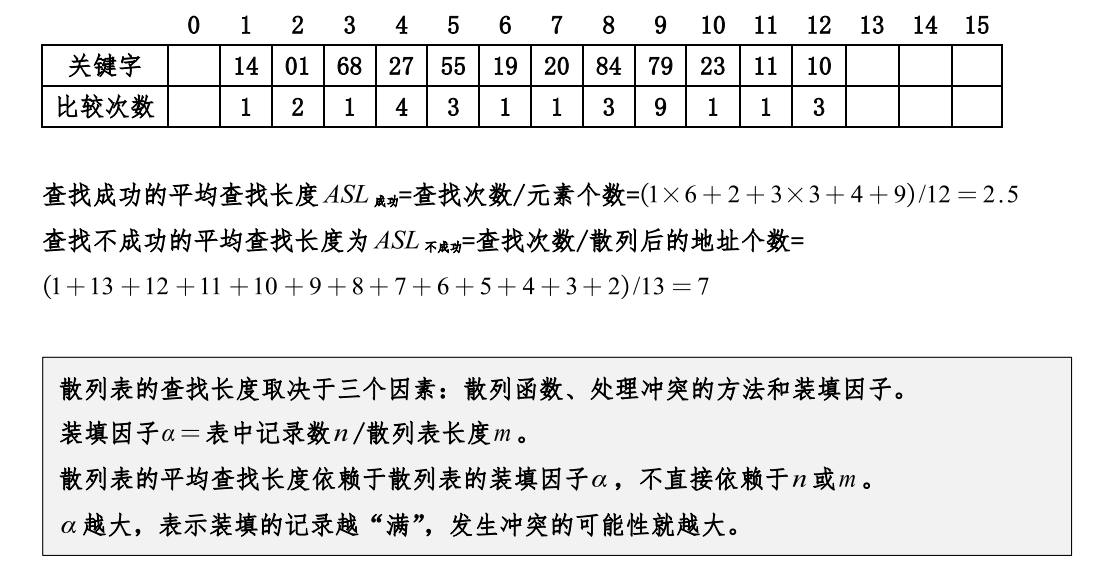 0 1 2 3 4 5 6 7 8 9 10 11 12 13 14 15
关键字 14 01 68 27 55 19 20 84 79 23 11 10
比较次数 1 2 1 4 3 1 1 3 9 1 1 3
查找成功的平均查找长度 ASL 成功=查找次数/元素个数=(1×6+2+3×3+4+9)/12=2.5
查找不成功的平均查找长度为 ASL 不成功=查找次数/散列后的地址个数=
(1+13+12+11+10+9+8+7+6+5+4+3+2)/13=7
散列表的查找长度取决于三个因素：散列函数、处理冲突的方法和装填因子。
装填因子α=表中记录数n/散列表长度m。
散列表的平均查找长度依赖于散列表的装填因子α，不直接依赖于n或m。
α越大，表示装填的记录越“满”，发生冲突的可能性就越大。